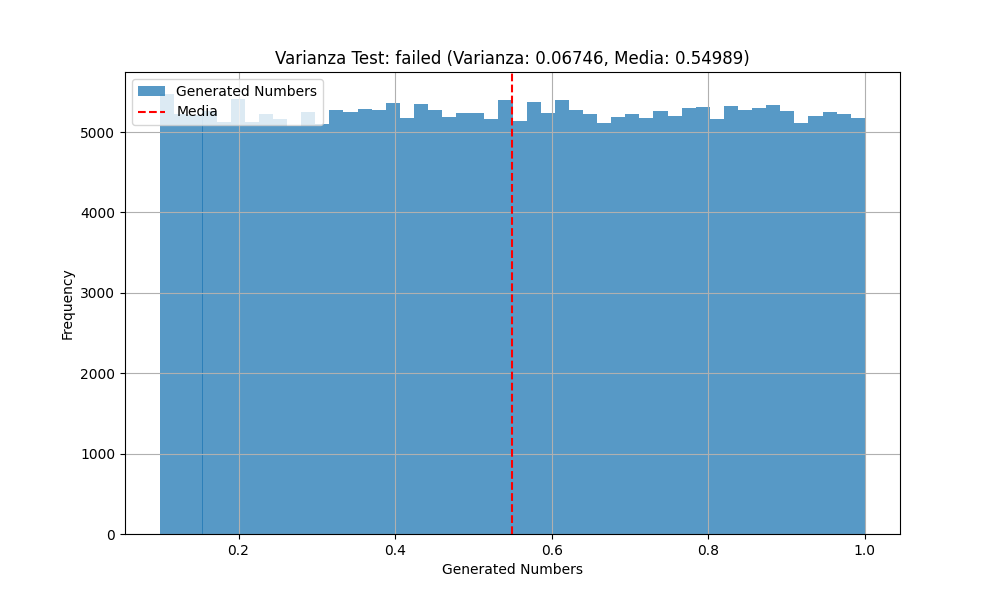 Varianza Test: failed (Varianza: 0.06746, Media: 0.54989)
Generated Numbers
Media
5000
4000
3000
2000
1000
0
Frequency
0.2 0.4 0.6 0.8 1.0
Generated Numbers